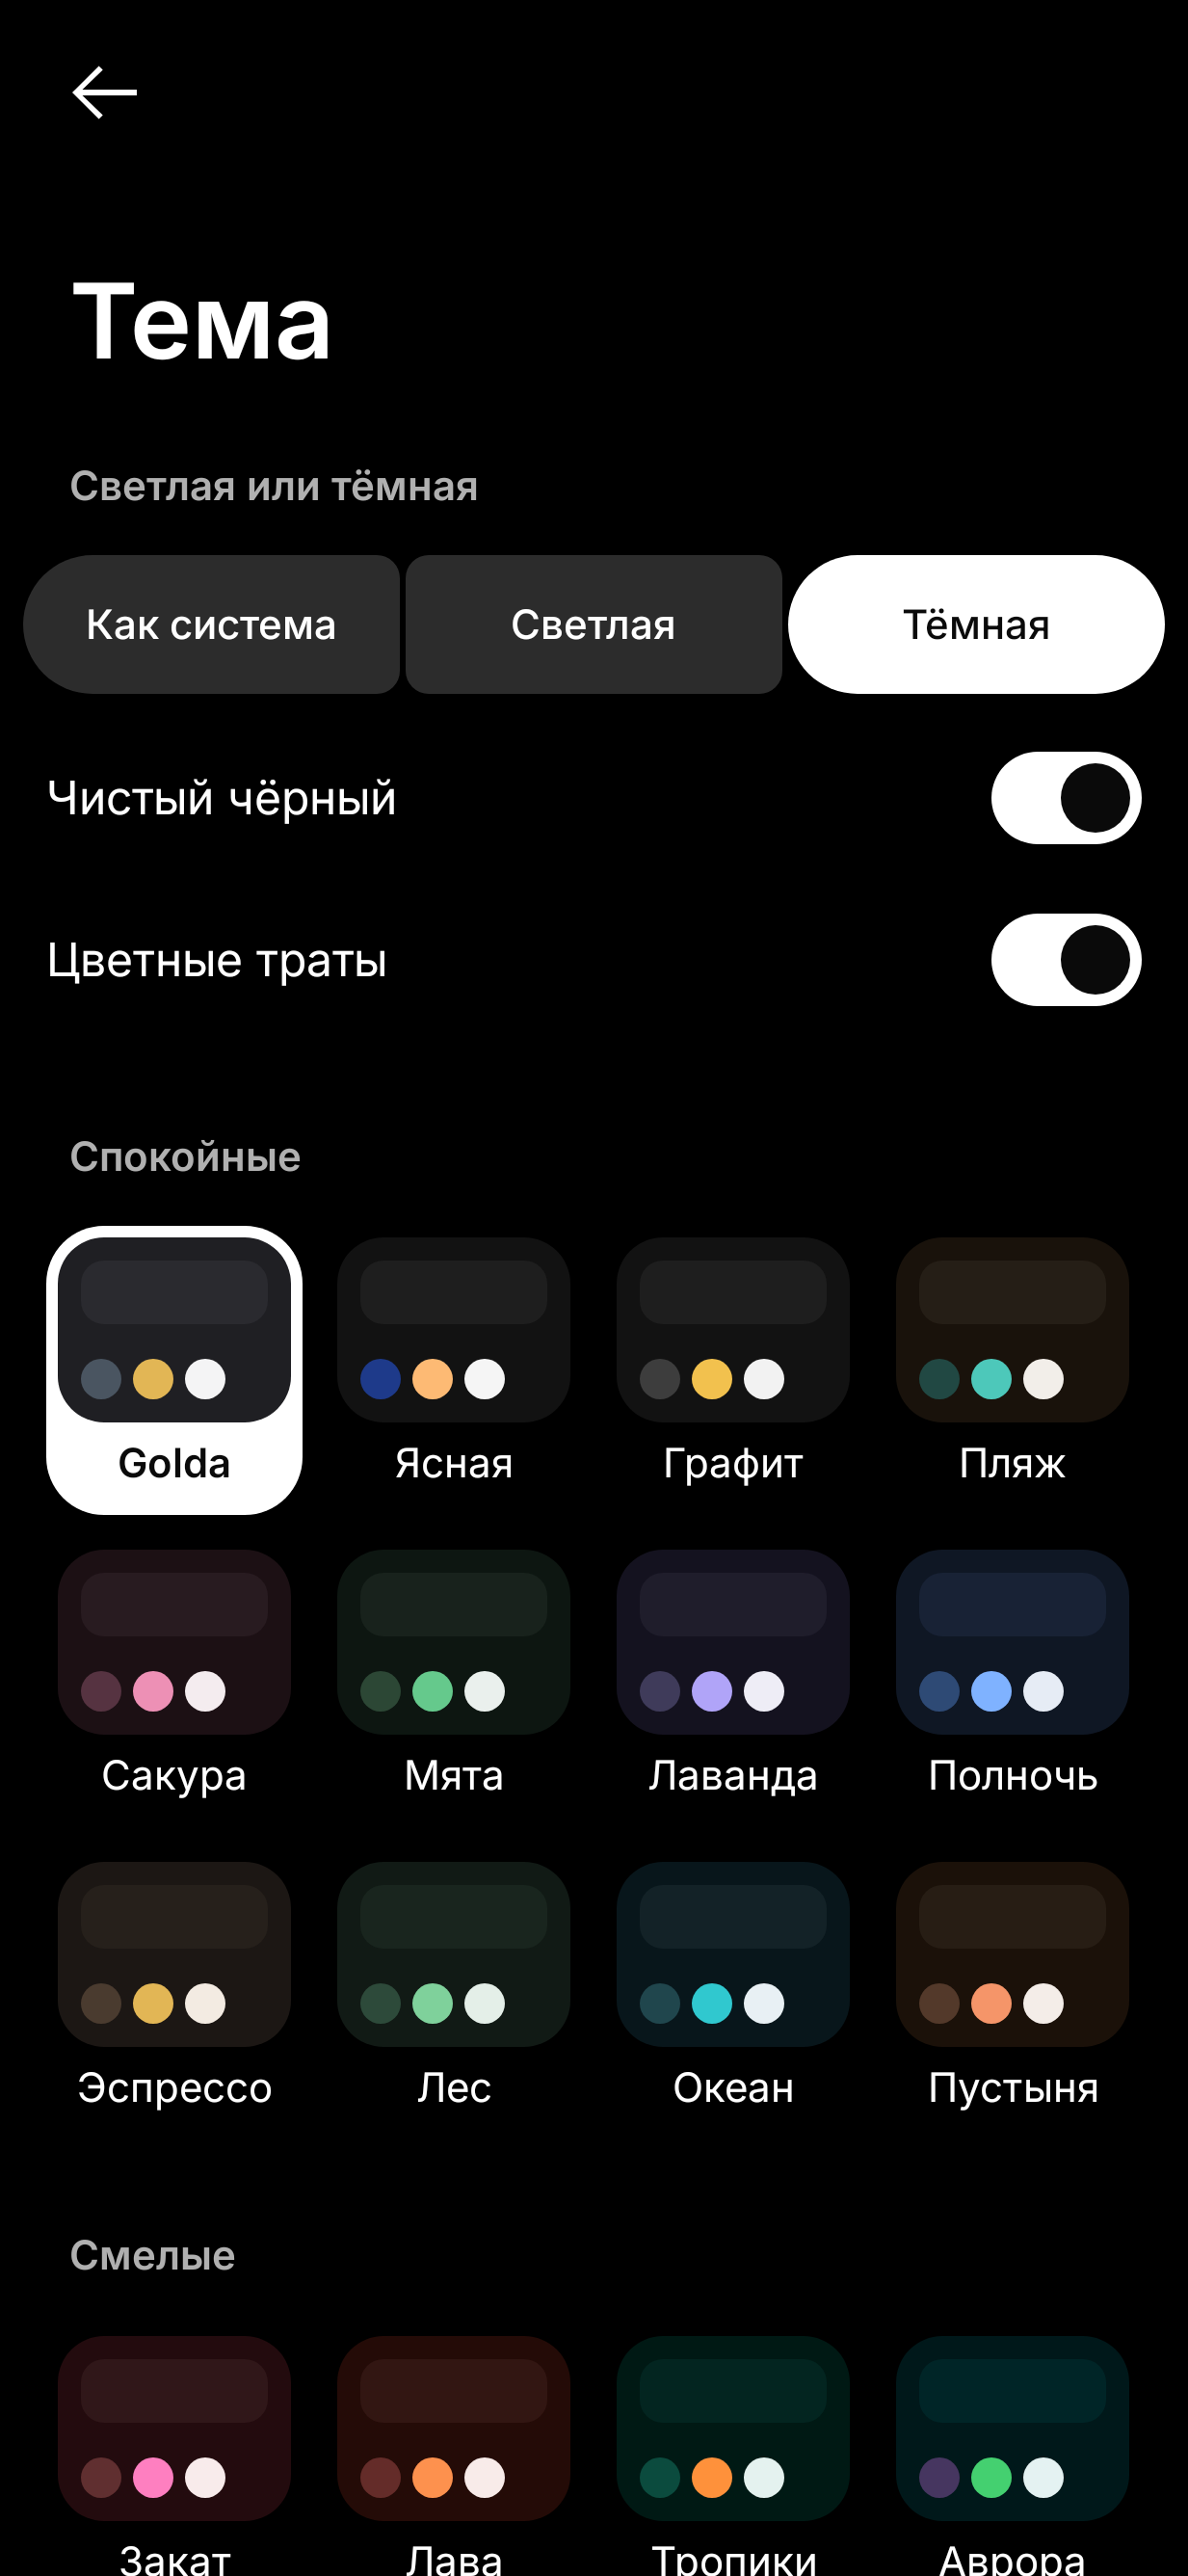 Тема
Светлая или тёмная
Как система Светлая Тёмная
Чистый чёрный
Цветные траты
Спокойные
Golda Ясная Графит Пляж
Сакура Мята Лаванда Полночь
Эспрессо Лес Океан Пустыня
Смелые
Закат Лава Тропики Аврора